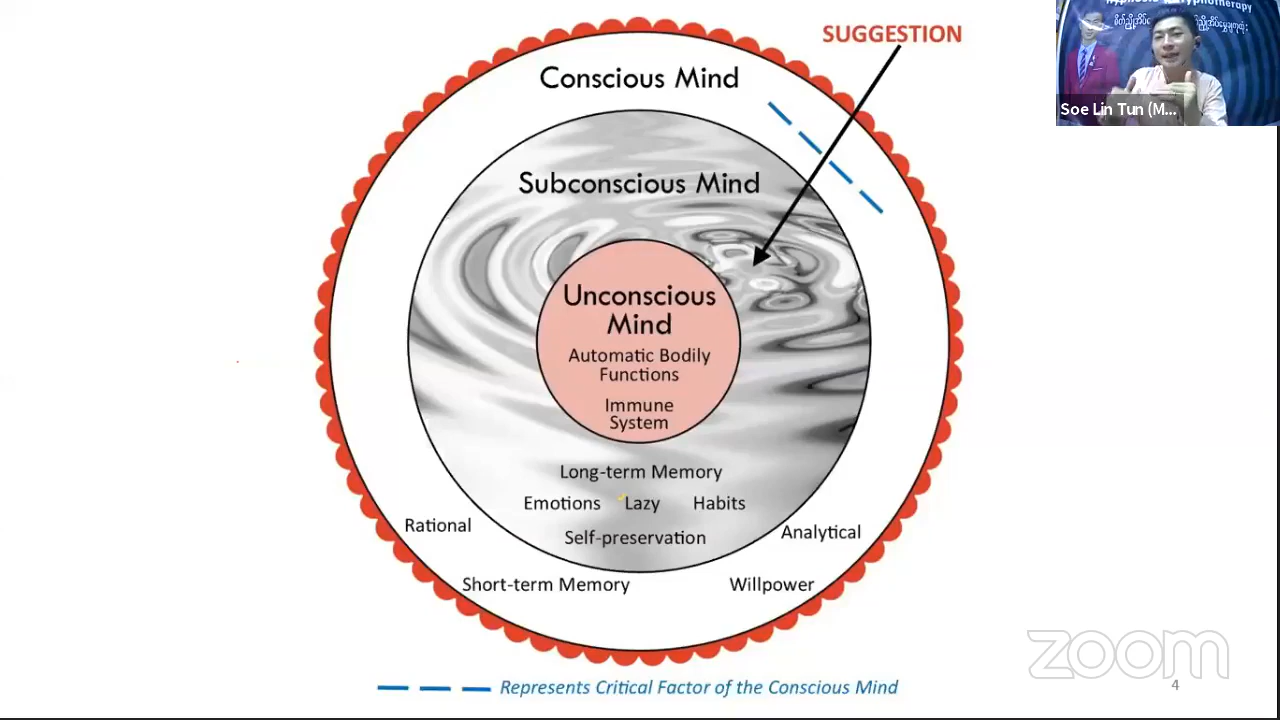 SUGGESTION
Conscious Mind
Subconscious Mind
Unconscious
Mind
Automatic Bodily
Functions
Immune
System
Long-term Memory
Emotions Lazy Habits
Self-preservation
Rational
Analytical
Short-term Memory
Willpower
Represents Critical Factor of the Conscious Mind
Soe Lin Tun (M...
zoom
4